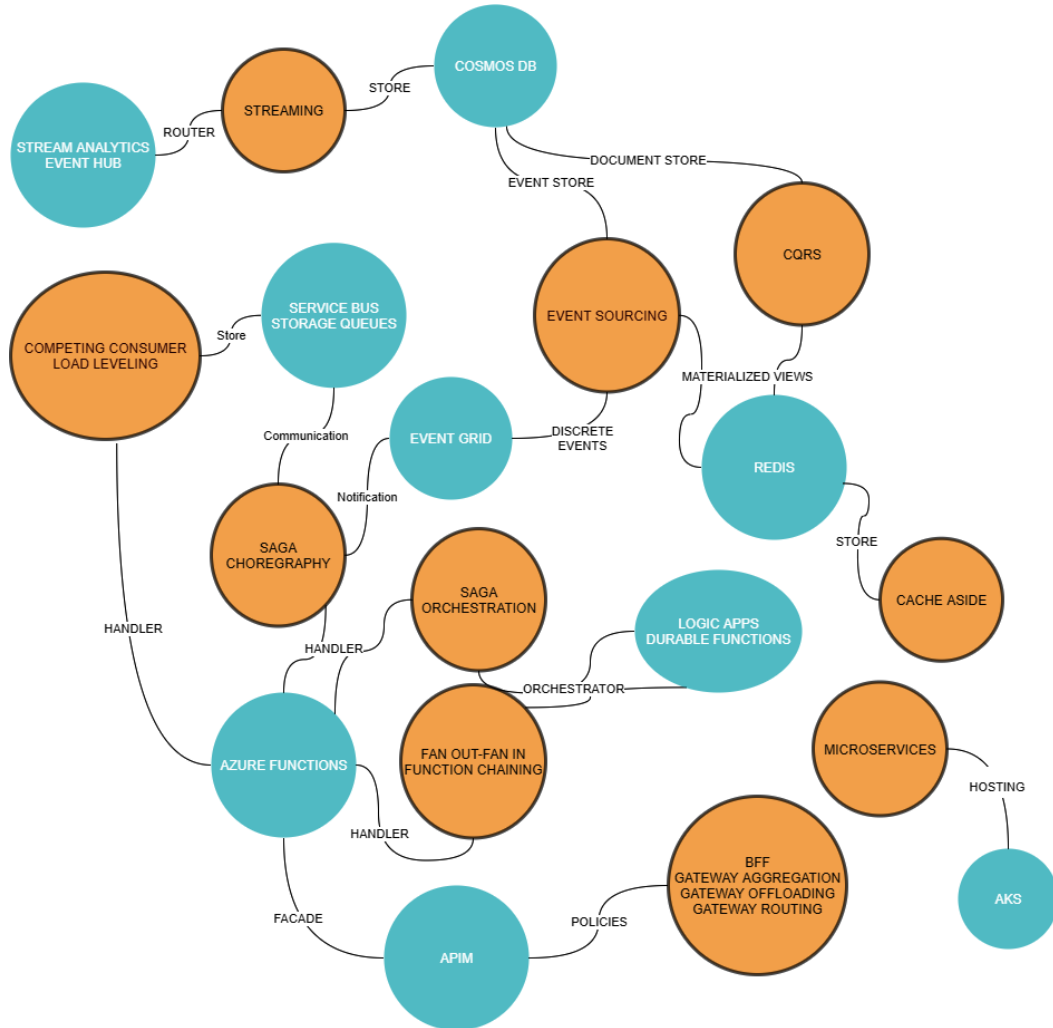 COSMOS DB
STORE
STREAMING
ROUTER
STREAM ANALYTICS
EVENT HUB
DOCUMENT STORE
EVENT STORE
CQRS
SERVICE BUS
STORAGE QUEUES
EVENT SOURCING
Store
COMPETING CONSUMER
LOAD LEVELING
MATERIALIZED VIEWS
Communication
EVENT GRID
DISCRETE
EVENTS
REDIS
Notification
STORE
SAGA
CHOREGRAPHY
SAGA
ORCHESTRATION
CACHE ASIDE
LOGIC APPS
DURABLE FUNCTIONS
HANDLER
HANDLER
ORCHESTRATOR
MICROSERVICES
FAN OUT-FAN IN
FUNCTION CHAINING
AZURE FUNCTIONS
HOSTING
HANDLER
BFF
GATEWAY AGGREGATION
GATEWAY OFFLOADING
GATEWAY ROUTING
AKS
FACADE
POLICIES
APIM